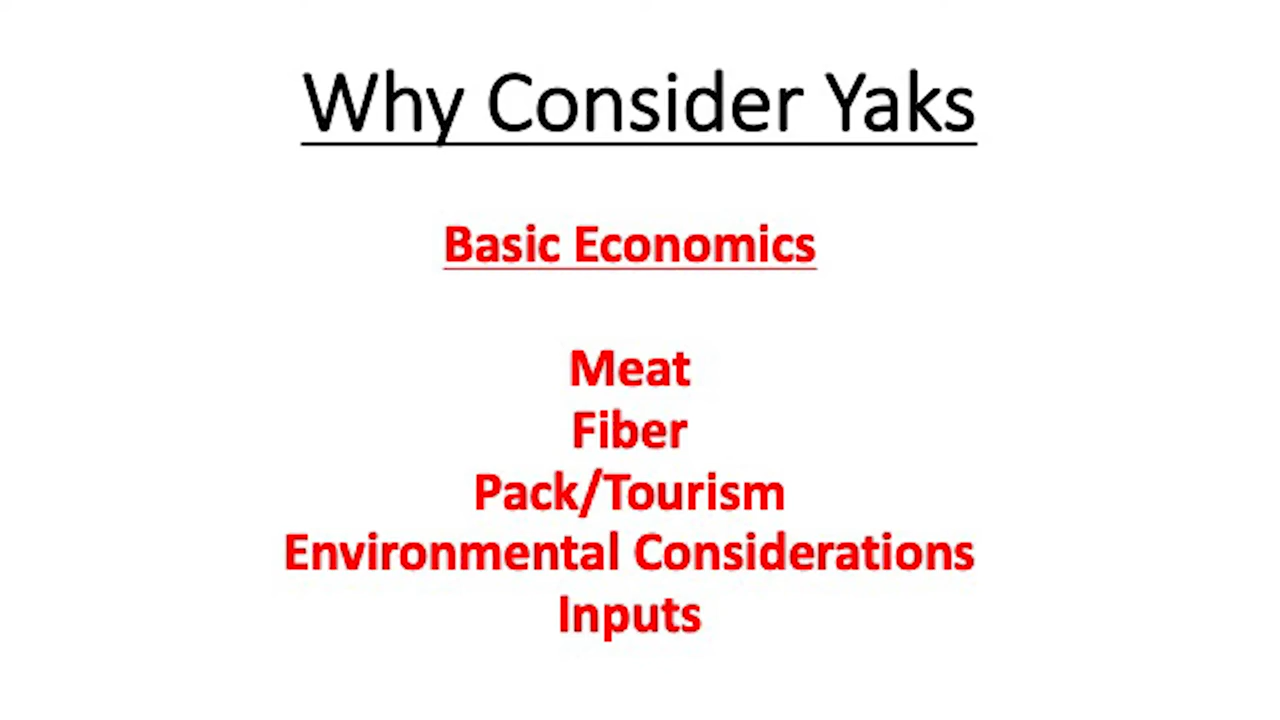 Why Consider Yaks
Basic Economics
Meat
Fiber
Pack/Tourism
Environmental Considerations
Inputs